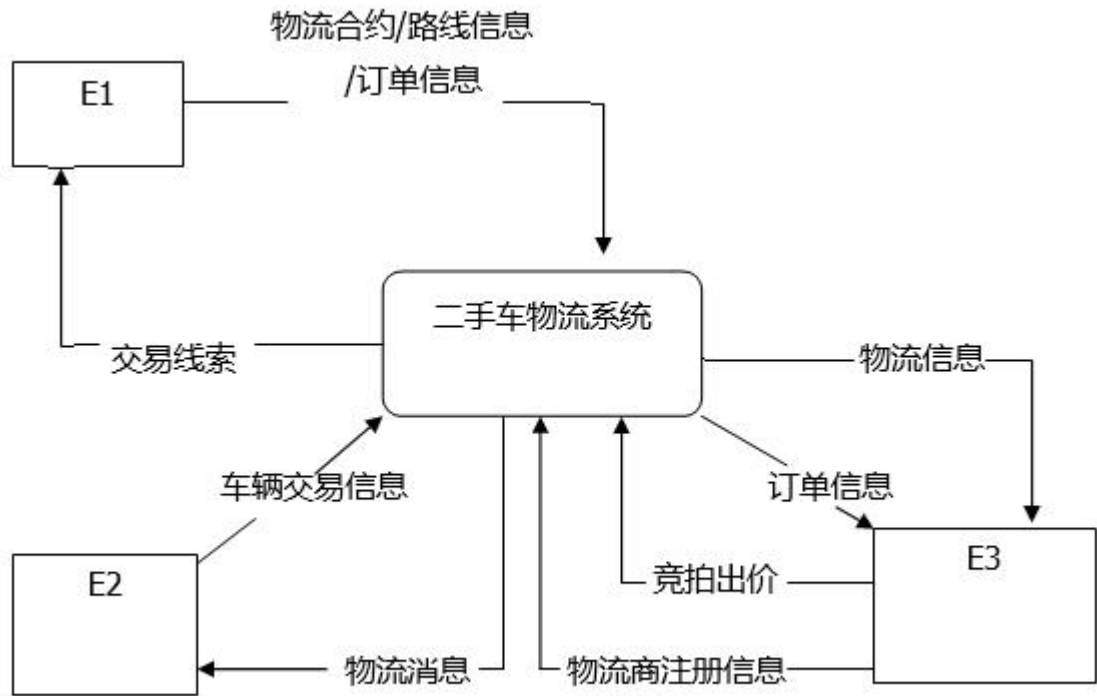 物流合约/路线信息
/订单信息
E1
二手车物流系统
交易线索
物流信息
车辆交易信息
订单信息
E2
E3
竞拍出价
物流消息
物流商注册信息